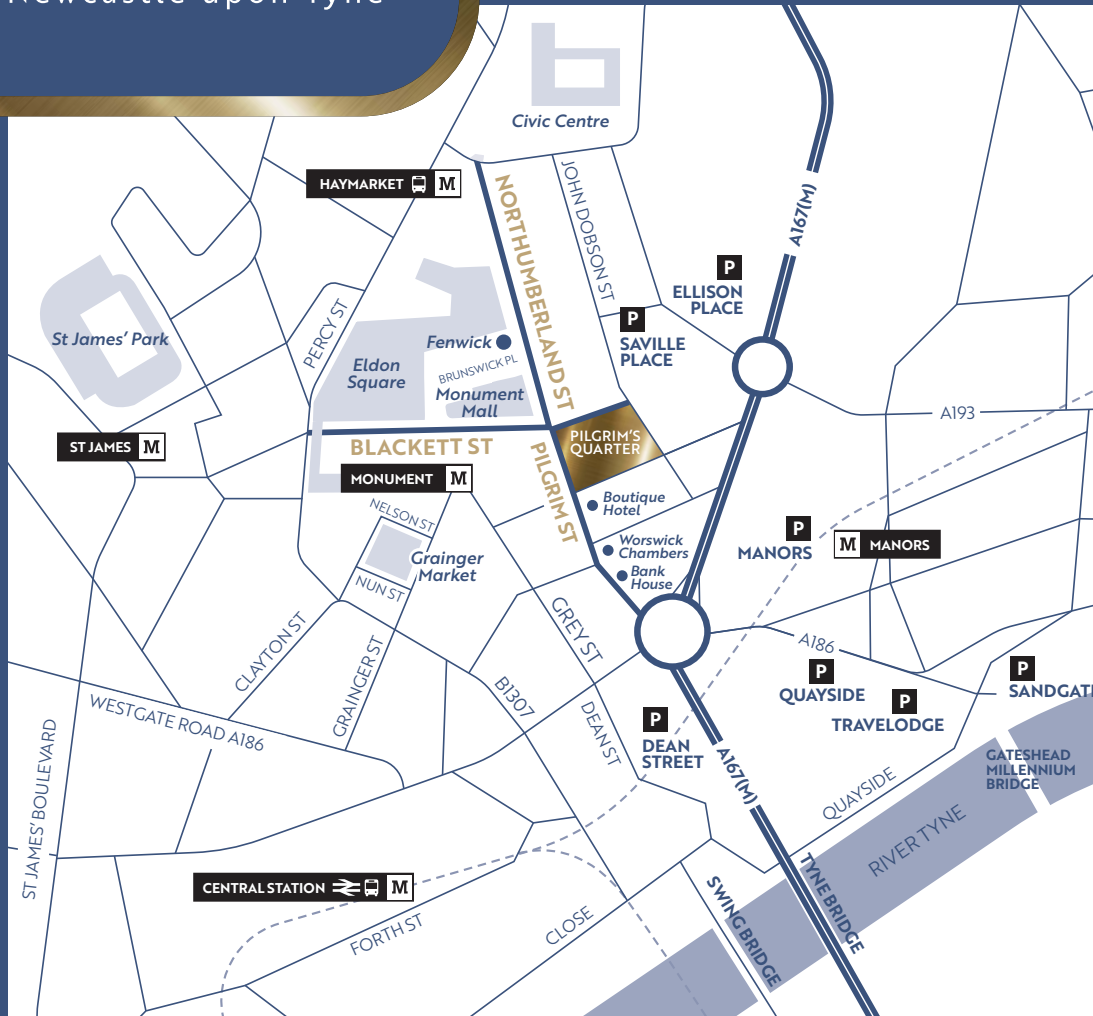 Newcastle upon Tyne
Civic Centre
HAYMARKET M
JOHN DOBSON ST
NORTHUMBERLAND ST
A167(M)
P
ELLISON
PLACE
P
SAVILLE
PLACE
St James' Park
PERCY ST
Fenwick
BRUNSWICK PL
Eldon
Square
Monument
Mall
A193
ST JAMES M
BLACKETT ST
PILGRIM'S
QUARTER
PILGRIM ST
MONUMENT M
Boutique
Hotel
NELSON ST
Worswick
Chambers
P
MANORS
M MANORS
Grainger
Market
Bank
House
NUN ST
CLAYTON ST
GREY ST
GRAINGER ST
A186
P
QUAYSIDE
P
SANDGAT
P
TRAVELODGE
B1307
WESTGATE ROAD A186
DEAN ST
P
DEAN
STREET
A167(M)
GATESHEAD
MILLENNIUM
BRIDGE
ST JAMES' BOULEVARD
QUAYSIDE
RIVER TYNE
CENTRAL STATION M
SWING BRIDGE
TYNE BRIDGE
FORTH ST
CLOSE